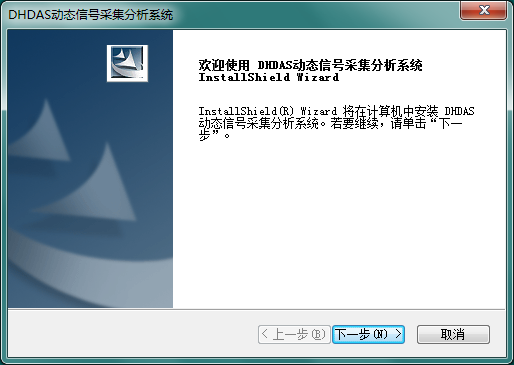 DHDAS动态信号采集分析系统
欢迎使用 DHDAS动态信号采集分析系统
InstallShield Wizard
InstallShield(R) Wizard 将在计算机中安装 DHDAS
动态信号采集分析系统。若要继续，请单击“下一
步”。
< 上一步(B)
下一步(N) >
取消